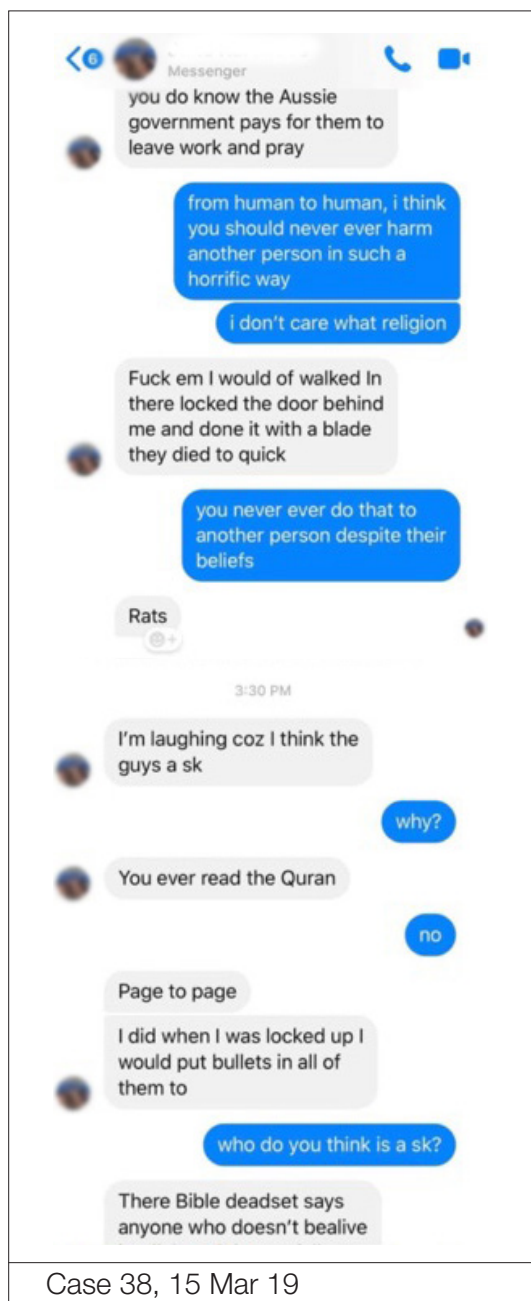 6
Messenger
you do know the Aussie
government pays for them to
leave work and pray
from human to human, i think
you should never ever harm
another person in such a
horrific way
i don't care what religion
Fuck em I would of walked In
there locked the door behind
me and done it with a blade
they died to quick
you never ever do that to
another person despite their
beliefs
Rats
3:30 PM
I'm laughing coz I think the
guys a sk
why?
You ever read the Quran
no
Page to page
I did when I was locked up I
would put bullets in all of
them to
who do you think is a sk?
There Bible deadset says
anyone who doesn't bealive
Case 38, 15 Mar 19